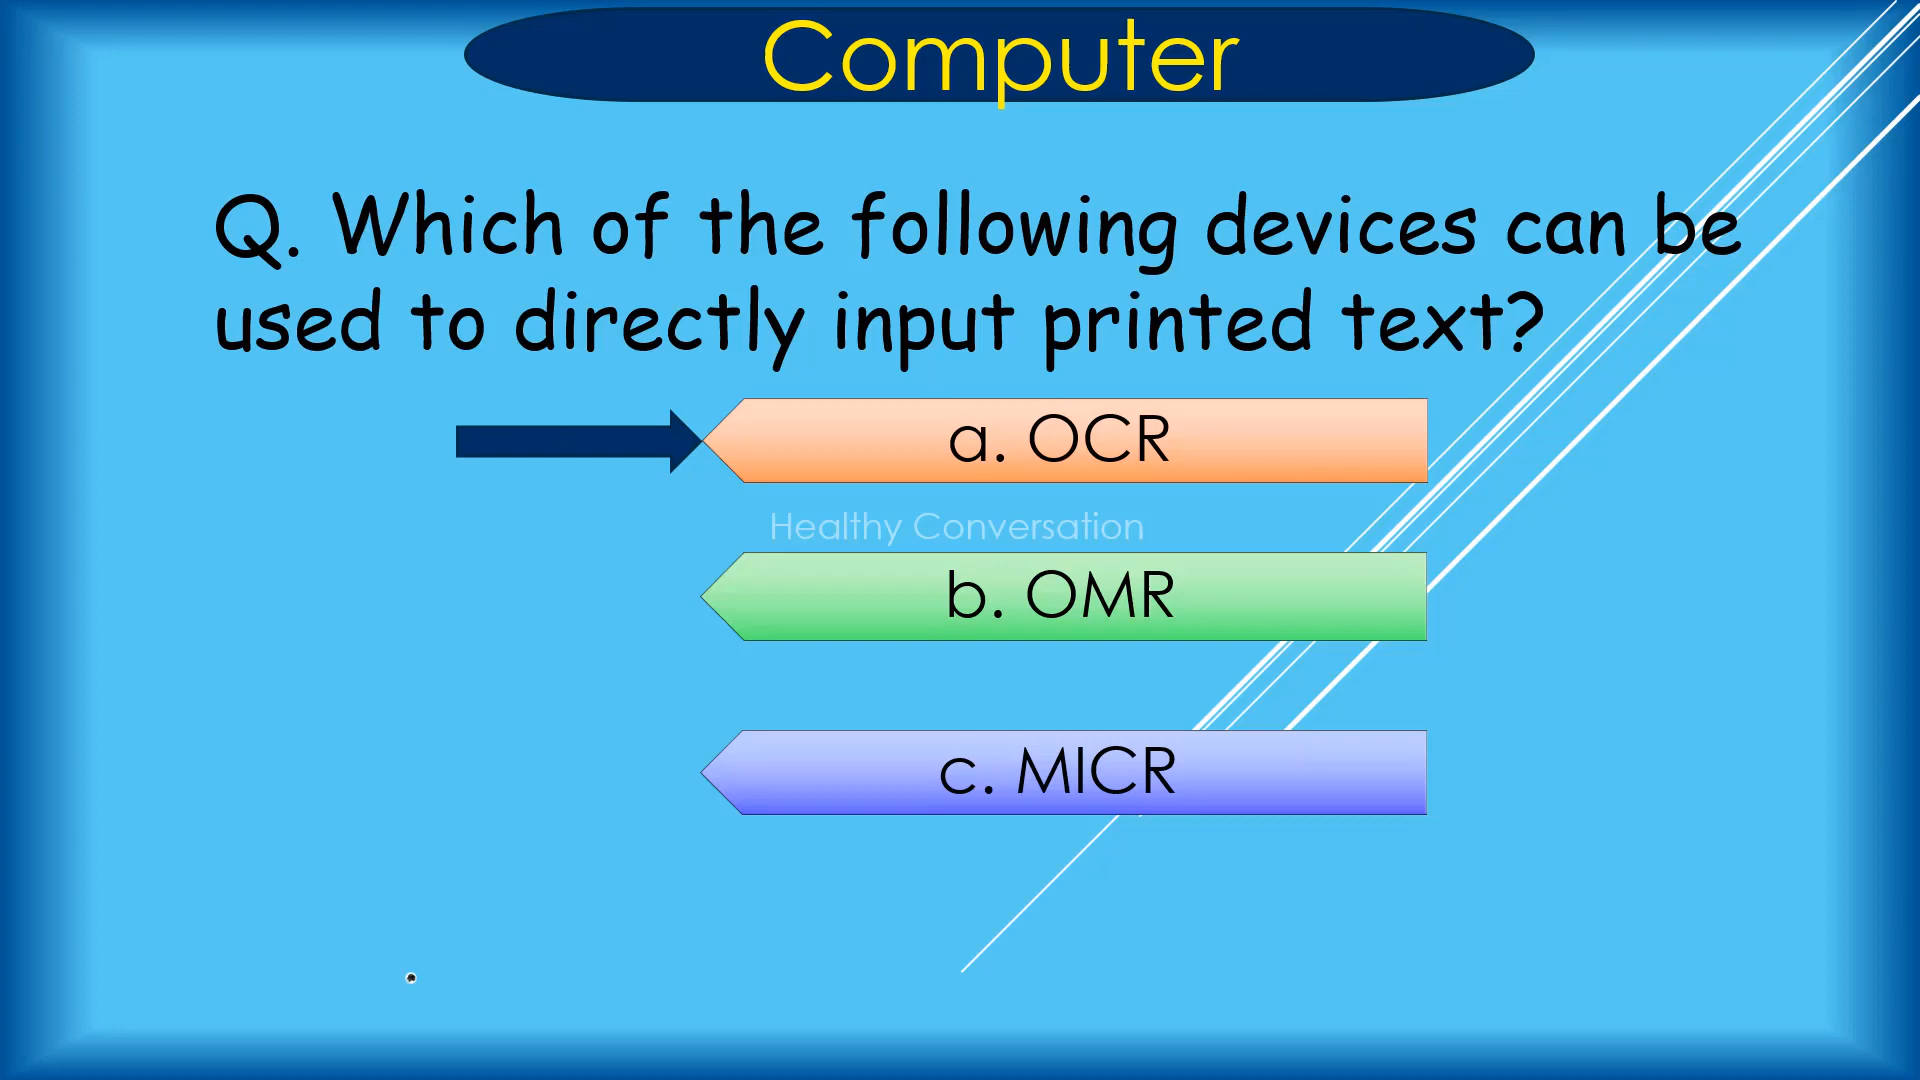 Computer
Q. Which of the following devices can be
used to directly input printed text?
a. OCR
Healthy Conversation
b. OMR
c. MICR